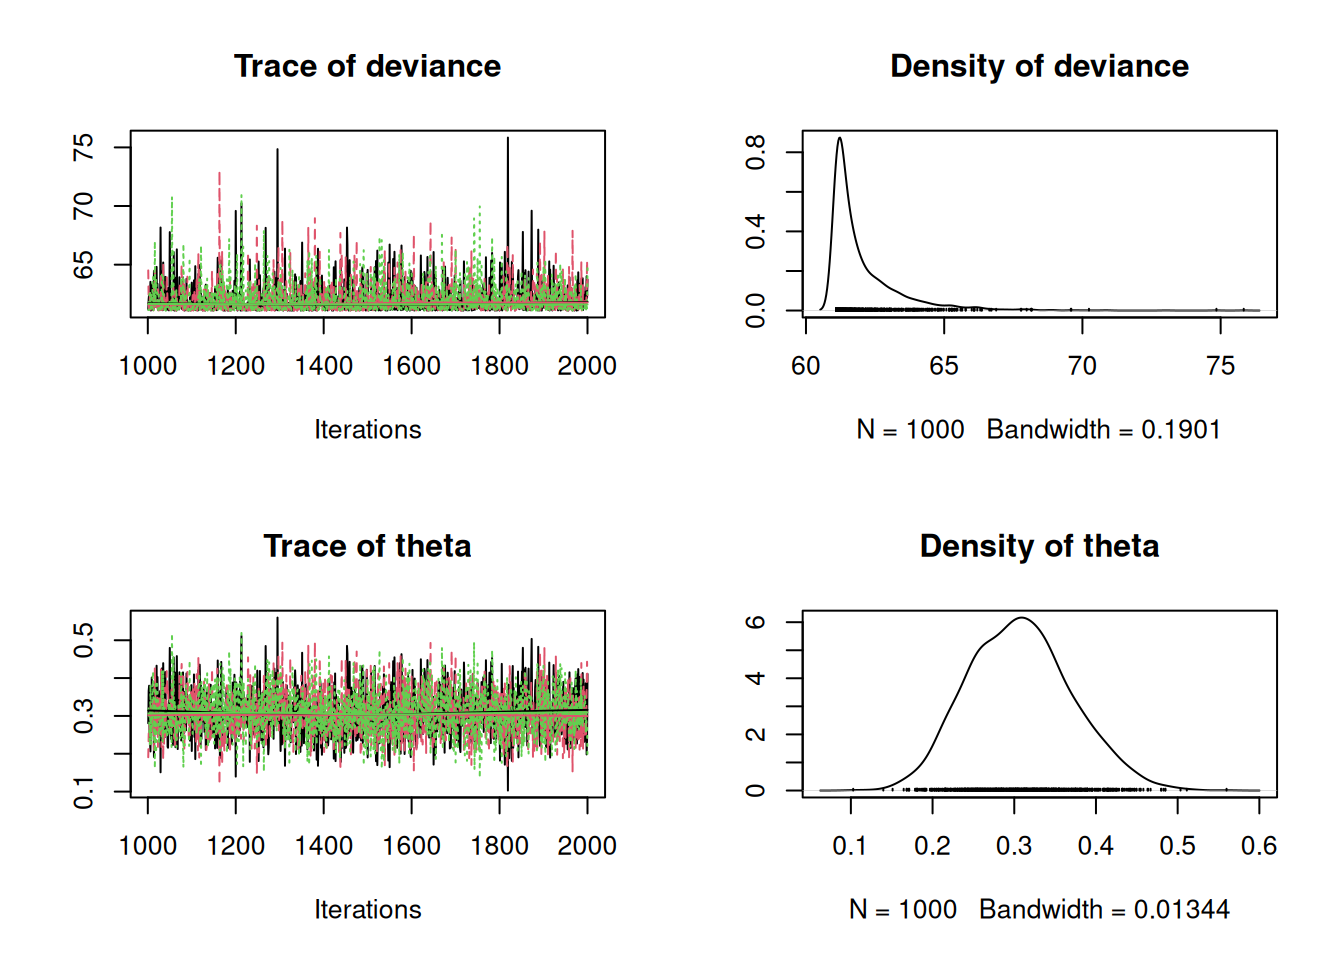 Trace of deviance
75
70
65
1000 1200 1400 1600 1800 2000
Iterations
Density of deviance
0.8
0.4
0.0
60 65 70 75
N = 1000 Bandwidth = 0.1901
Trace of theta
0.5
0.3
0.1
1000 1200 1400 1600 1800 2000
Iterations
Density of theta
6
4
2
0
0.1 0.2 0.3 0.4 0.5 0.6
N = 1000 Bandwidth = 0.01344